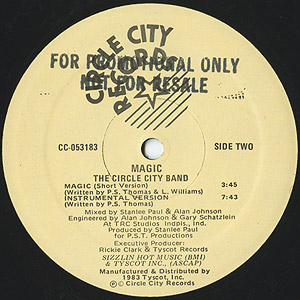 CIRCLE CITY
RECORDS
FOR PROMOTIONAL ONLY
NOT FOR RESALE
CC-053183
SIDE TWO
MAGIC
THE CIRCLE CITY BAND
MAGIC (Short Version) 3:45
(Written by P.S. Thomas & L. Williams)
INSTRUMENTAL VERSION 7:43
(Written by P.S. Thomas)
Mixed by Stanlee Paul & Alan Johnson
Engineered by Alan Johnson & Gary Schatzlein
At TRC Studios Indpls., Ind.
Produced by Stanlee Paul
for P.S.T. Productions
Executive Producer:
Rickie Clark & Tyscot Records
SIZZLIN HOT MUSIC (BMI)
& TYSCOT INC., (ASCAP)
Manufactured & Distributed by
1983 Tyscot, Inc.
Ⓟ © Circle City Records